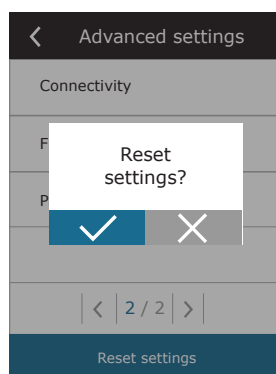 Advanced settings
Connectivity
F
Reset
settings?
P
2 / 2
Reset settings